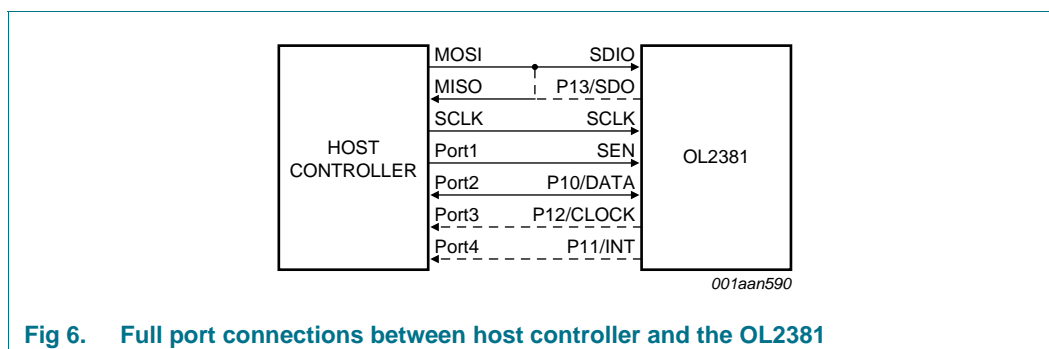 MOSI SDIO
MISO P13/SDO
SCLK SCLK
HOST CONTROLLER
Port1 SEN
OL2381
Port2 P10/DATA
Port3 P12/CLOCK
Port4 P11/INT
001aan590
Fig 6. Full port connections between host controller and the OL2381